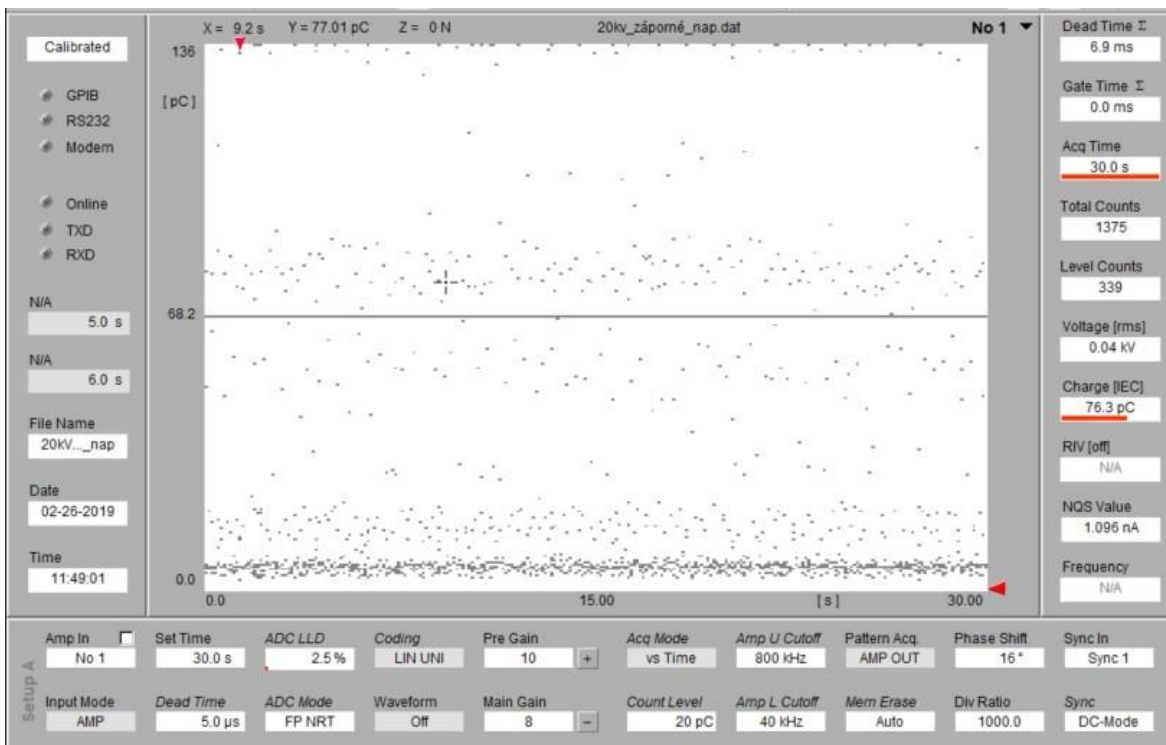 X = 9.2 s Y = 77.01 pC Z = 0 N 20kv_záporné_nap.dat No 1
Calibrated
GPIB
RS232
Modem
Online
TXD
RXD
N/A
5.0 s
N/A
6.0 s
File Name
20kV..._nap
Date
02-26-2019
Time
11:49:01
136
[pC]
68.2
0.0
0.0 15.00 [s] 30.00
Dead Time Σ
6.9 ms
Gate Time Σ
0.0 ms
Acq Time
30.0 s
Total Counts
1375
Level Counts
339
Voltage [rms]
0.04 kV
Charge [IEC]
76.3 pC
RIV [off]
N/A
NQS Value
1.096 nA
Frequency
N/A
Setup A
Amp In Set Time ADC LLD Coding Pre Gain Acq Mode Amp U Cutoff Pattern Acq. Phase Shift Sync In
No 1 30.0 s 2.5% LIN UNI 10 + vs Time 800 kHz AMP OUT 16 ° Sync 1
Input Mode Dead Time ADC Mode Waveform Main Gain Count Level Amp L Cutoff Mem Erase Div Ratio Sync
AMP 5.0 µs FP NRT Off 8 – 20 pC 40 kHz Auto 1000.0 DC-Mode